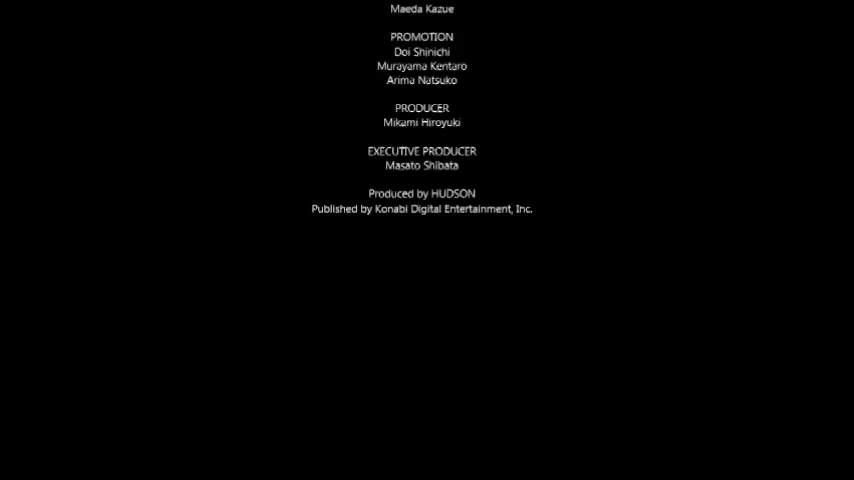 Maeda Kazue
PROMOTION
Doi Shinichi
Murayama Kentaro
Arima Natsuko
PRODUCER
Mikami Hiroyuki
EXECUTIVE PRODUCER
Masato Shibata
Produced by HUDSON
Published by Konabi Digital Entertainment, Inc.